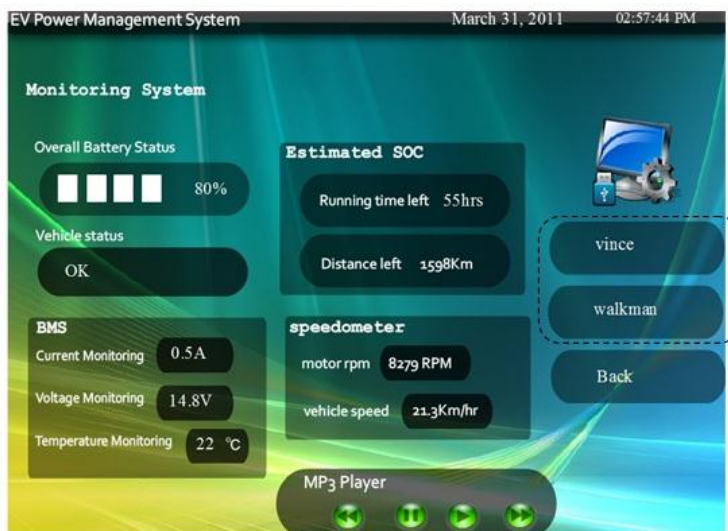 EV Power Management System March 31, 2011 02:57:44 PM
Monitoring System
Overall Battery Status
80%
Vehicle status
OK
Estimated SOC
Running time left 55hrs
Distance left 1598Km
vince
walkman
Back
BMS
Current Monitoring 0.5A
Voltage Monitoring 14.8V
Temperature Monitoring 22 °C
speedometer
motor rpm 8279 RPM
vehicle speed 21.3Km/hr
MP3 Player